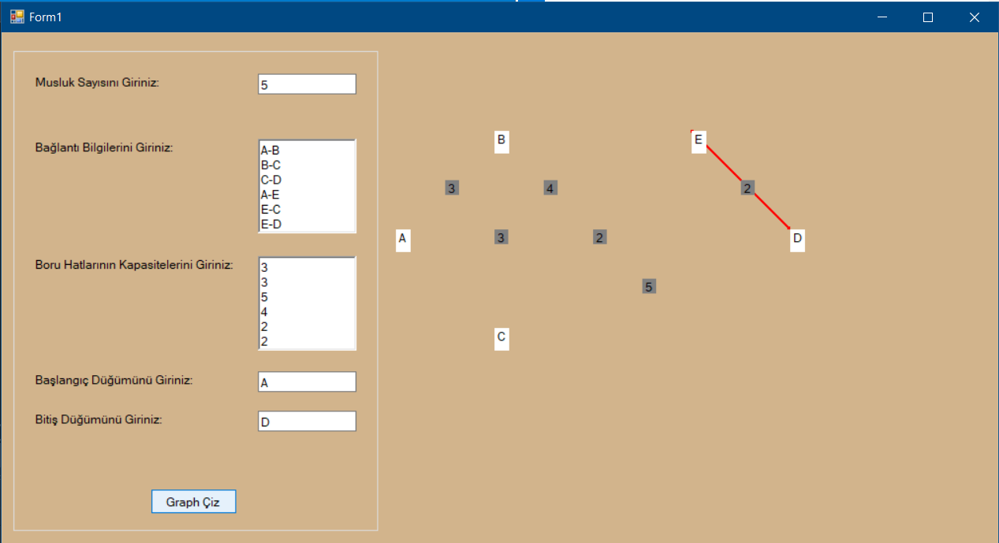 Form1
Musluk Sayısını Giriniz:
5
Bağlantı Bilgilerini Giriniz:
A-B
B-C
C-D
A-E
E-C
E-D
Boru Hatlarının Kapasitelerini Giriniz:
3
3
5
4
2
2
Başlangıç Düğümünü Giriniz:
A
Bitiş Düğümünü Giriniz:
D
Graph Çiz
B
E
3
4
2
A
3
2
D
5
C